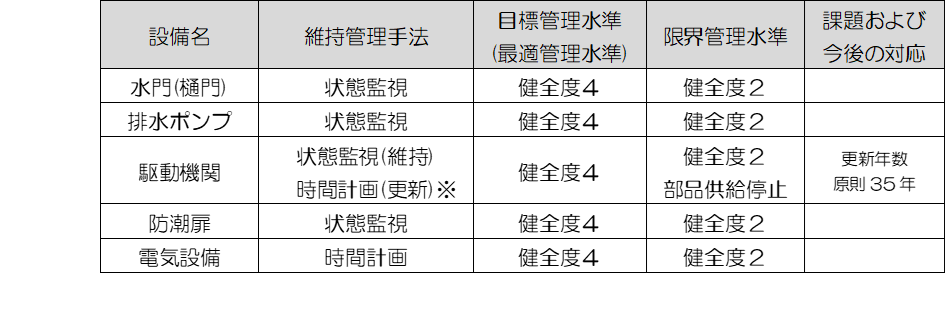 設備名 維持管理手法 目標管理水準 (最適管理水準) 限界管理水準 課題および 今後の対応
水門(樋門) 状態監視 健全度4 健全度2
排水ポンプ 状態監視 健全度4 健全度2
駆動機関 状態監視(維持) 時間計画(更新)※ 健全度4 健全度2 部品供給停止 更新年数 原則35年
防潮扉 状態監視 健全度4 健全度2
電気設備 時間計画 健全度4 健全度2